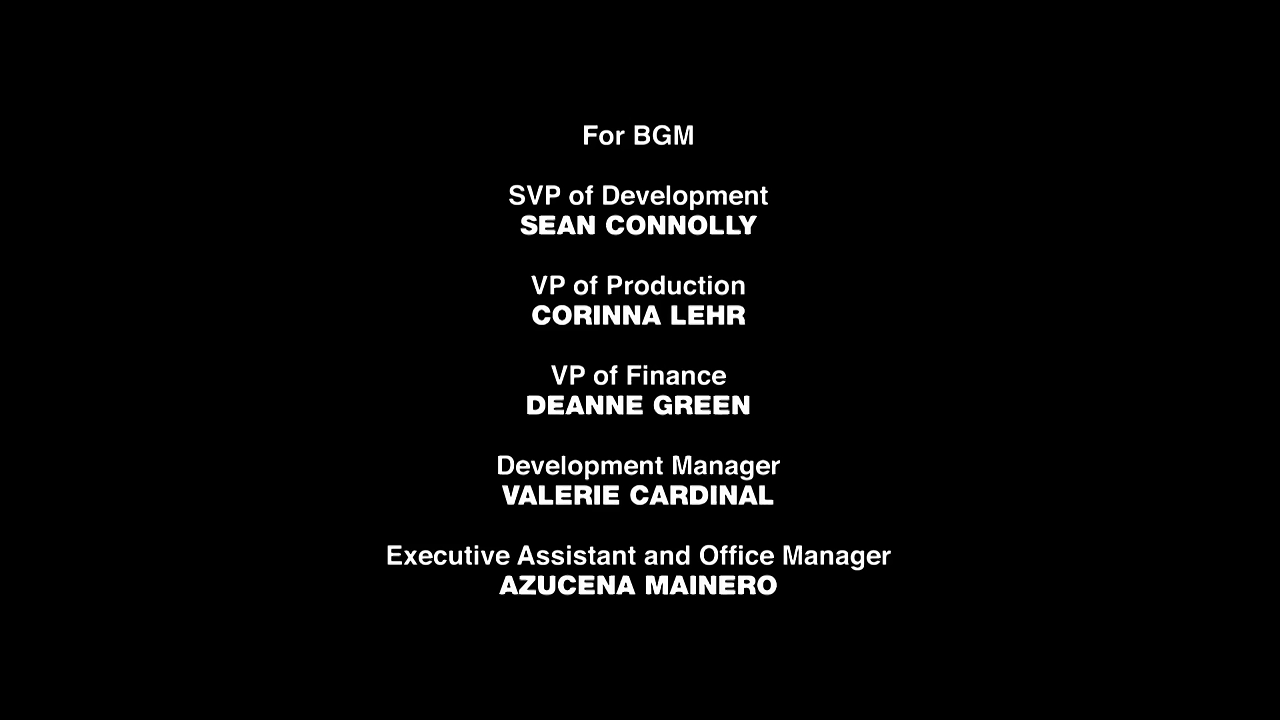 For BGM
SVP of Development
SEAN CONNOLLY
VP of Production
CORINNA LEHR
VP of Finance
DEANNE GREEN
Development Manager
VALERIE CARDINAL
Executive Assistant and Office Manager
AZUCENA MAINERO